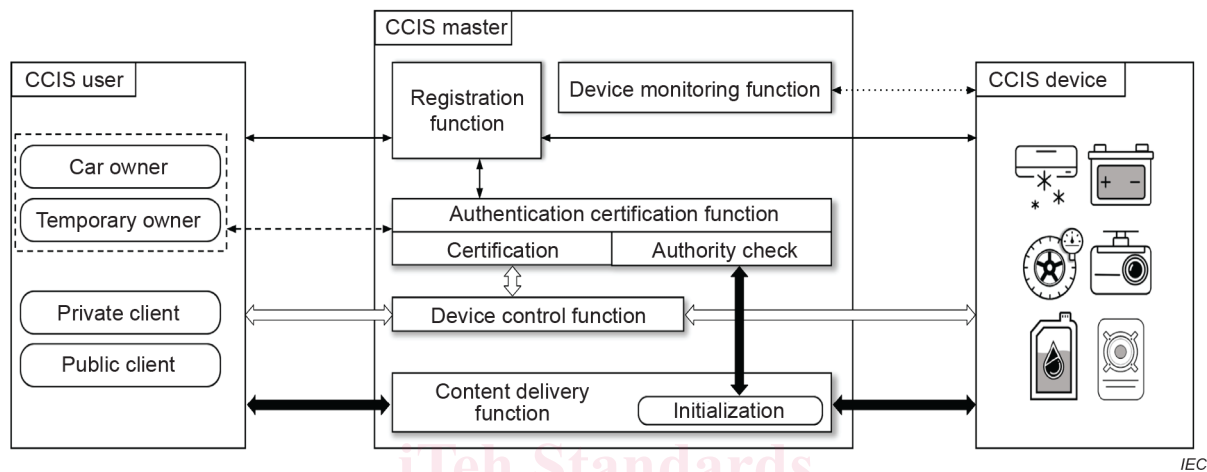 CCIS master
CCIS user
CCIS device
Registration
function
Device monitoring function
Car owner
Temporary owner
Authentication certification function
Certification
Authority check
Private client
Device control function
Public client
Content delivery
function
Initialization
+ -
iTeh Standards
IEC